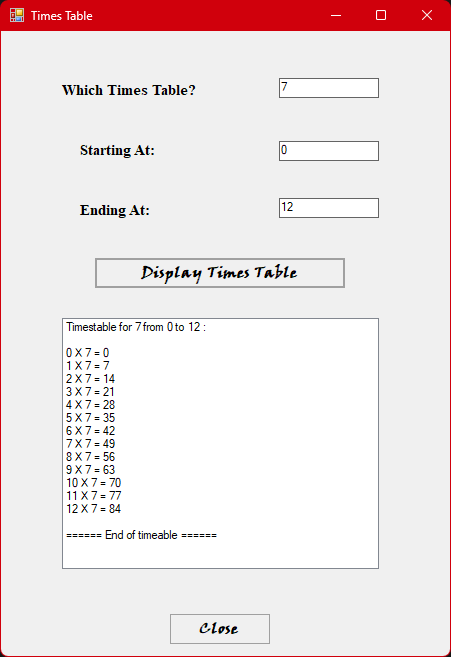 Times Table
Which Times Table? 7
Starting At: 0
Ending At: 12
Display Times Table
Timestable for 7 from 0 to 12 :
0 X 7 = 0
1 X 7 = 7
2 X 7 = 14
3 X 7 = 21
4 X 7 = 28
5 X 7 = 35
6 X 7 = 42
7 X 7 = 49
8 X 7 = 56
9 X 7 = 63
10 X 7 = 70
11 X 7 = 77
12 X 7 = 84
====== End of timeable ======
Close